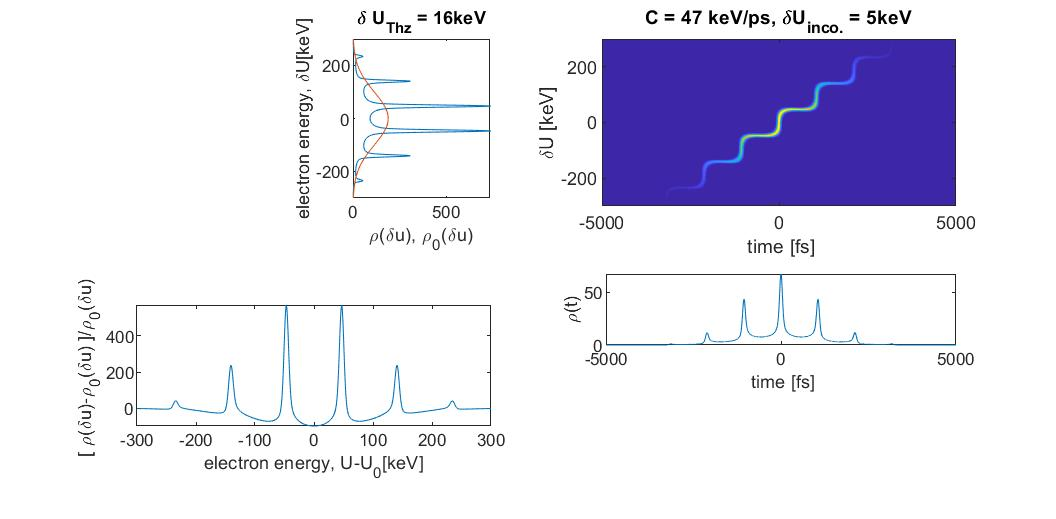 δ U_Thz = 16keV
electron energy, δU[keV]
200
0
-200
0 500
ρ(δu), ρ_0(δu)
C = 47 keV/ps, δU_inco. = 5keV
δU [keV]
200
0
-200
-5000 0 5000
time [fs]
[ ρ(δu)-ρ_0(δu) ]/ρ_0(δu)
400
200
0
-300 -200 -100 0 100 200 300
electron energy, U-U_0[keV]
ρ(t)
50
0
-5000 0 5000
time [fs]